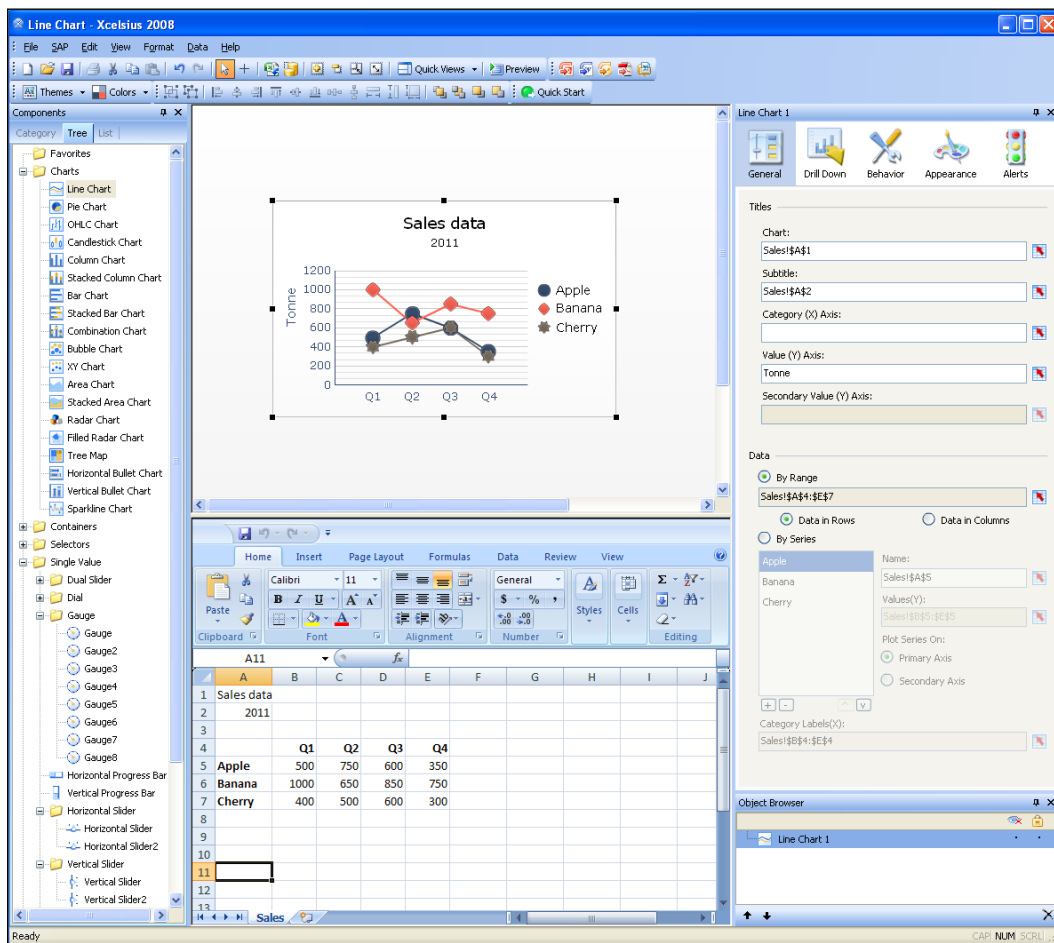 Line Chart - Xcelsius 2008
File SAP Edit View Format Data Help
Quick Views Preview
Themes Colors Quick Start
Components
Category Tree List
Favorites
Charts
Line Chart
Pie Chart
OHLC Chart
Candlestick Chart
Column Chart
Stacked Column Chart
Bar Chart
Stacked Bar Chart
Combination Chart
Bubble Chart
XY Chart
Area Chart
Stacked Area Chart
Radar Chart
Filled Radar Chart
Tree Map
Horizontal Bullet Chart
Vertical Bullet Chart
Sparkline Chart
Containers
Selectors
Single Value
Dual Slider
Dial
Gauge
Gauge
Gauge2
Gauge3
Gauge4
Gauge5
Gauge6
Gauge7
Gauge8
Horizontal Progress Bar
Vertical Progress Bar
Horizontal Slider
Horizontal Slider
Horizontal Slider2
Vertical Slider
Vertical Slider
Vertical Slider2
Sales data
2011
Tonne
1200
1000
800
600
400
200
0
Q1 Q2 Q3 Q4
Apple
Banana
Cherry
Home Insert Page Layout Formulas Data Review View
Paste
Calibri 11
B I U A A
A
General
$ % ,
Styles Cells
Σ
Clipboard Font Alignment Number Editing
A11 fx
A B C D E F G H I J
1 Sales data
2 2011
3
4 Q1 Q2 Q3 Q4
5 Apple 500 750 600 350
6 Banana 1000 650 850 750
7 Cherry 400 500 600 300
8
9
10
11
12
13
Sales
Line Chart 1
General Drill Down Behavior Appearance Alerts
Titles
Chart:
Sales!$A$1
Subtitle:
Sales!$A$2
Category (X) Axis:
Value (Y) Axis:
Tonne
Secondary Value (Y) Axis:
Data
By Range
Sales!$A$4:$E$7
Data in Rows Data in Columns
By Series
Apple
Banana
Cherry
Name:
Sales!$A$5
Values(Y):
Sales!$B$5:$E$5
Plot Series On:
Primary Axis
Secondary Axis
Category Labels(X):
Sales!$B$4:$E$4
Object Browser
Line Chart 1
Ready
CAP NUM SCRL